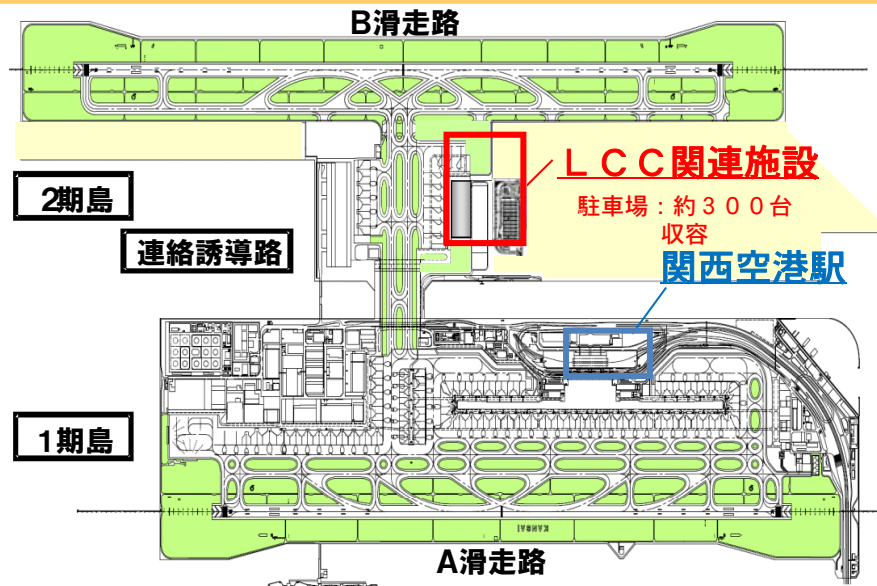 B滑走路
LCC関連施設
駐車場：約３００台
収容
2期島
連絡誘導路
関西空港駅
1期島
KANSAI
A滑走路